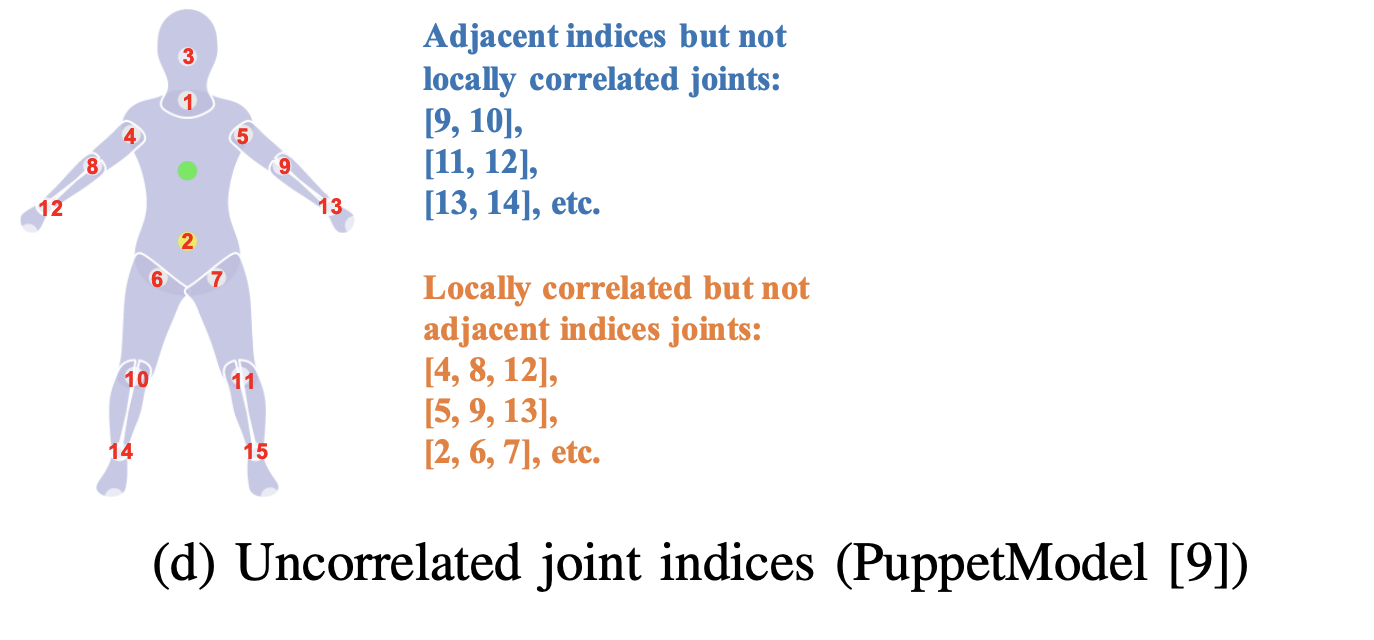 3
1
4
5
8
9
12
13
2
6
7
10
11
14
15
Adjacent indices but not
locally correlated joints:
[9, 10],
[11, 12],
[13, 14], etc.
Locally correlated but not
adjacent indices joints:
[4, 8, 12],
[5, 9, 13],
[2, 6, 7], etc.
(d) Uncorrelated joint indices (PuppetModel [9])